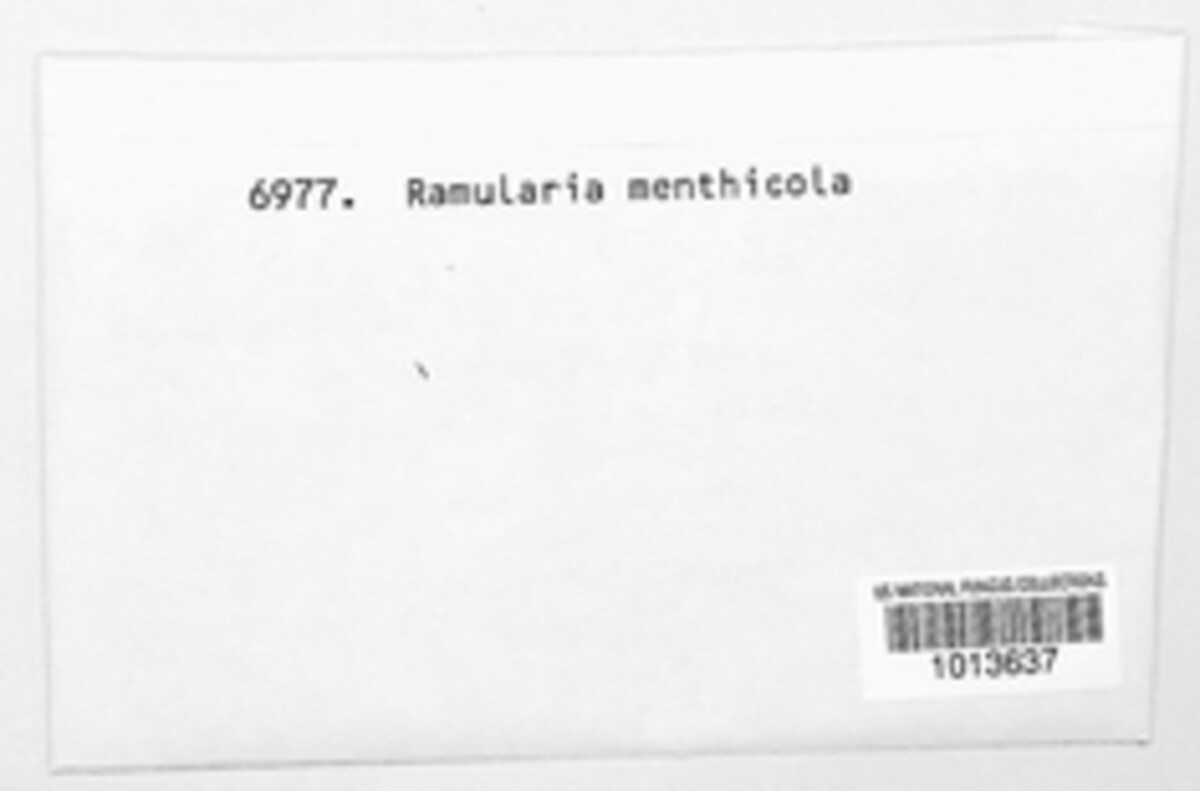 6977. Ramularia menthicola
US NATIONAL FUNGUS COLLECTIONS
1013637